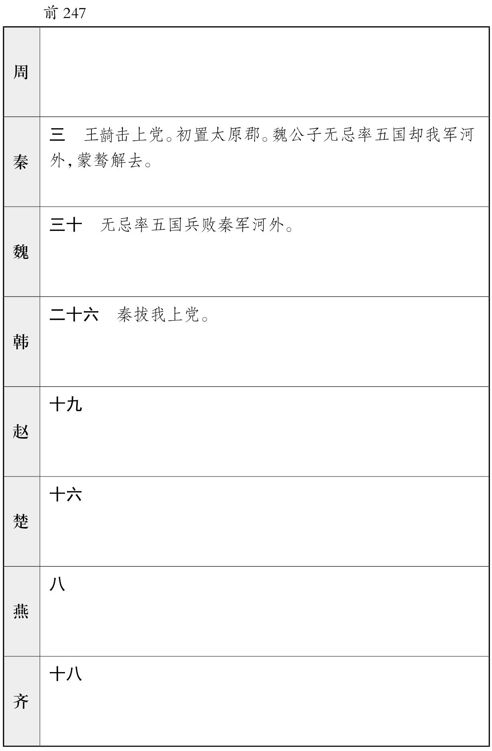 前 247
周
秦
三 王齮击上党。初置太原郡。魏公子无忌率五国却我军河
外，蒙骜解去。
魏
三十 无忌率五国兵败秦军河外。
韩
二十六 秦拔我上党。
赵
十九
楚
十六
燕
八
齐
十八